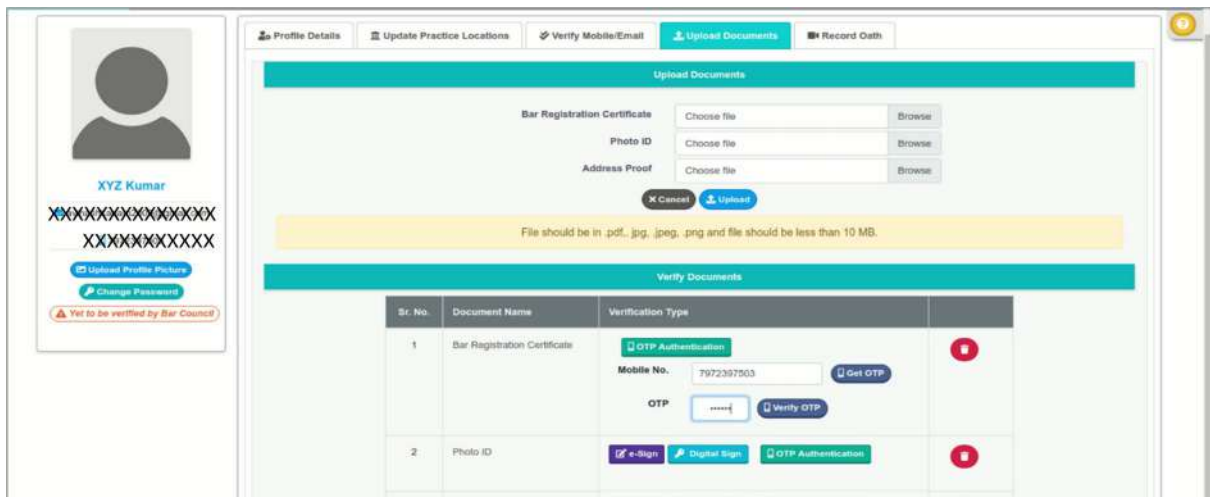 Profile Details Update Practice Locations Verify Mobile/Email Upload Documents Record Oath
Upload Documents
Bar Registration Certificate Choose file Browse
Photo ID Choose file Browse
Address Proof Choose file Browse
XYZ Kumar
Cancel Upload
XXXXXXXXXXXXXXX
File should be in .pdf,. jpg, .jpeg, .png and file should be less than 10 MB.
Upload Profile Picture
Verify Documents
Change Password
Yet to be verified by Bar Council
Sr. No. Document Name Verification Type
1 Bar Registration Certificate OTP Authentication
Mobile No. 7972397503 Get OTP
OTP •••••• Verify OTP
2 Photo ID e-Sign Digital Sign OTP Authentication